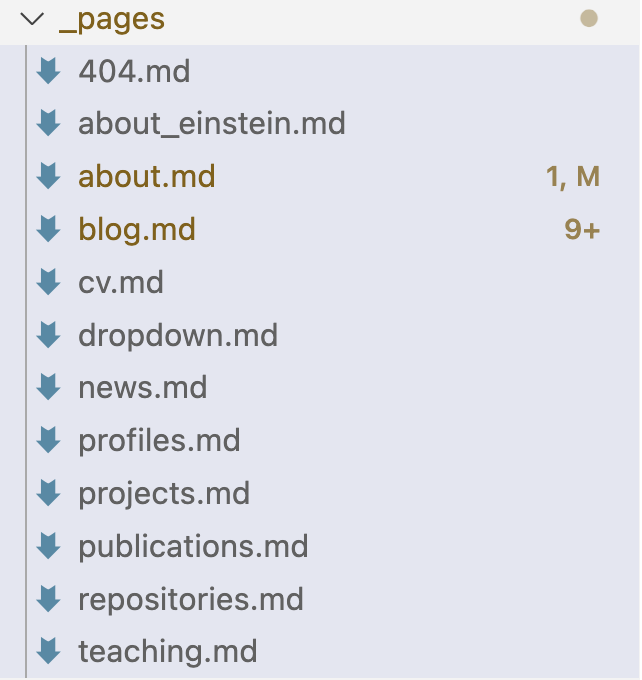 _pages
404.md
about_einstein.md
about.md 1, M
blog.md 9+
cv.md
dropdown.md
news.md
profiles.md
projects.md
publications.md
repositories.md
teaching.md